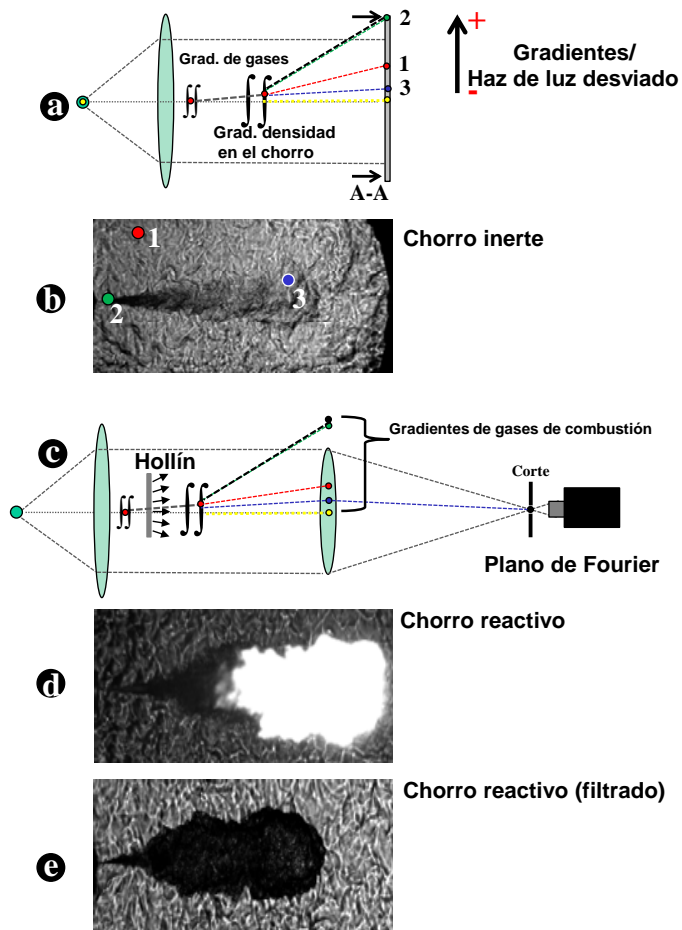 2
Grad. de gases
+
Gradientes/
1
Haz de luz desviado
3
-
a
Grad. densidad
en el chorro
A-A
Chorro inerte
1
b
2
3
c
Gradientes de gases de combustión
Hollín
Corte
Plano de Fourier
Chorro reactivo
d
Chorro reactivo (filtrado)
e